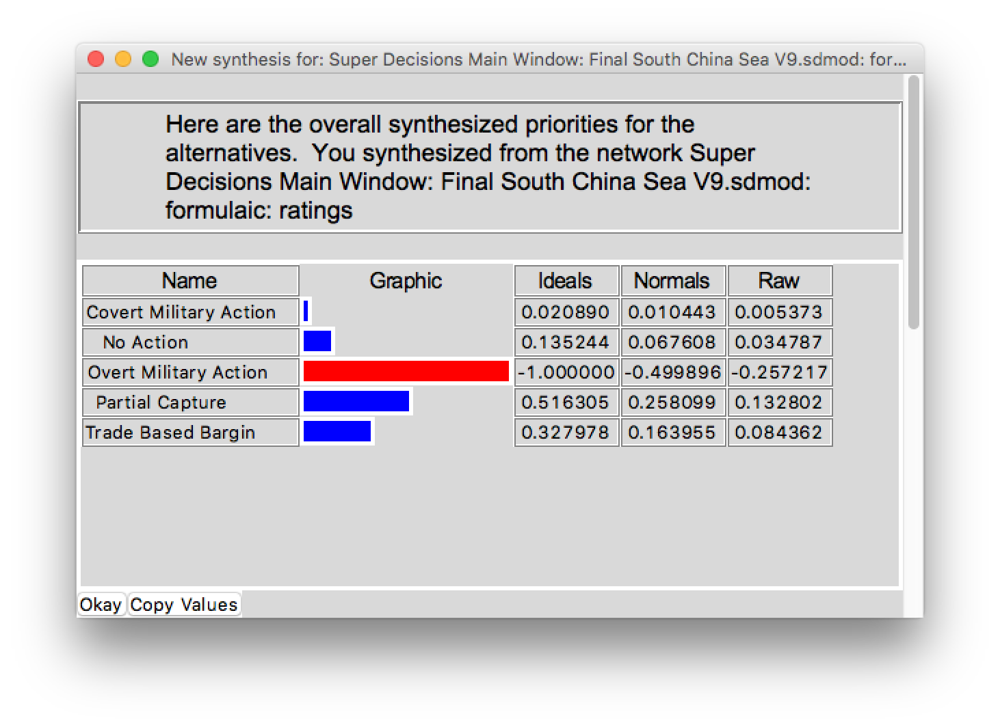 New synthesis for: Super Decisions Main Window: Final South China Sea V9.sdmod: for...
Here are the overall synthesized priorities for the
alternatives.  You synthesized from the network Super
Decisions Main Window: Final South China Sea V9.sdmod:
formulaic: ratings
Name Graphic Ideals Normals Raw
Covert Military Action 0.020890 0.010443 0.005373
No Action 0.135244 0.067608 0.034787
Overt Military Action -1.000000 -0.499896 -0.257217
Partial Capture 0.516305 0.258099 0.132802
Trade Based Bargin 0.327978 0.163955 0.084362
Okay Copy Values